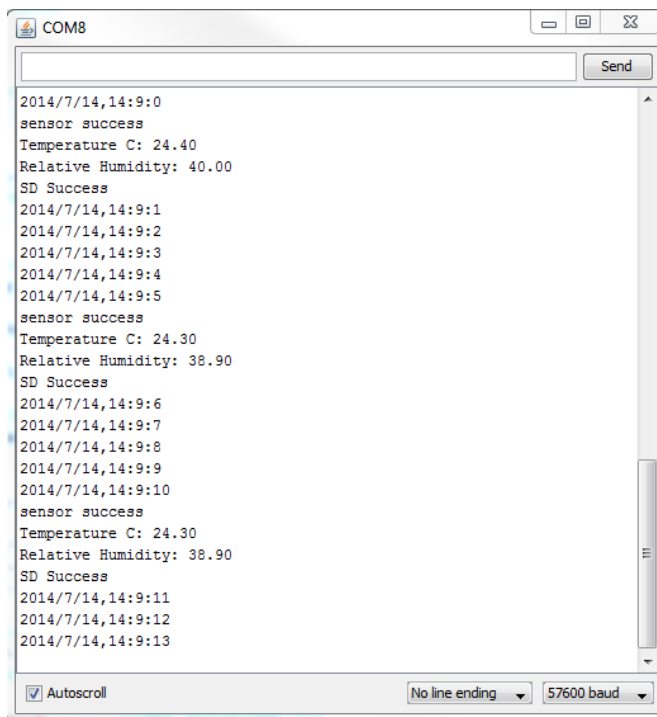 COM8
Send
2014/7/14,14:9:0
sensor success
Temperature C: 24.40
Relative Humidity: 40.00
SD Success
2014/7/14,14:9:1
2014/7/14,14:9:2
2014/7/14,14:9:3
2014/7/14,14:9:4
2014/7/14,14:9:5
sensor success
Temperature C: 24.30
Relative Humidity: 38.90
SD Success
2014/7/14,14:9:6
2014/7/14,14:9:7
2014/7/14,14:9:8
2014/7/14,14:9:9
2014/7/14,14:9:10
sensor success
Temperature C: 24.30
Relative Humidity: 38.90
SD Success
2014/7/14,14:9:11
2014/7/14,14:9:12
2014/7/14,14:9:13
Autoscroll No line ending 57600 baud